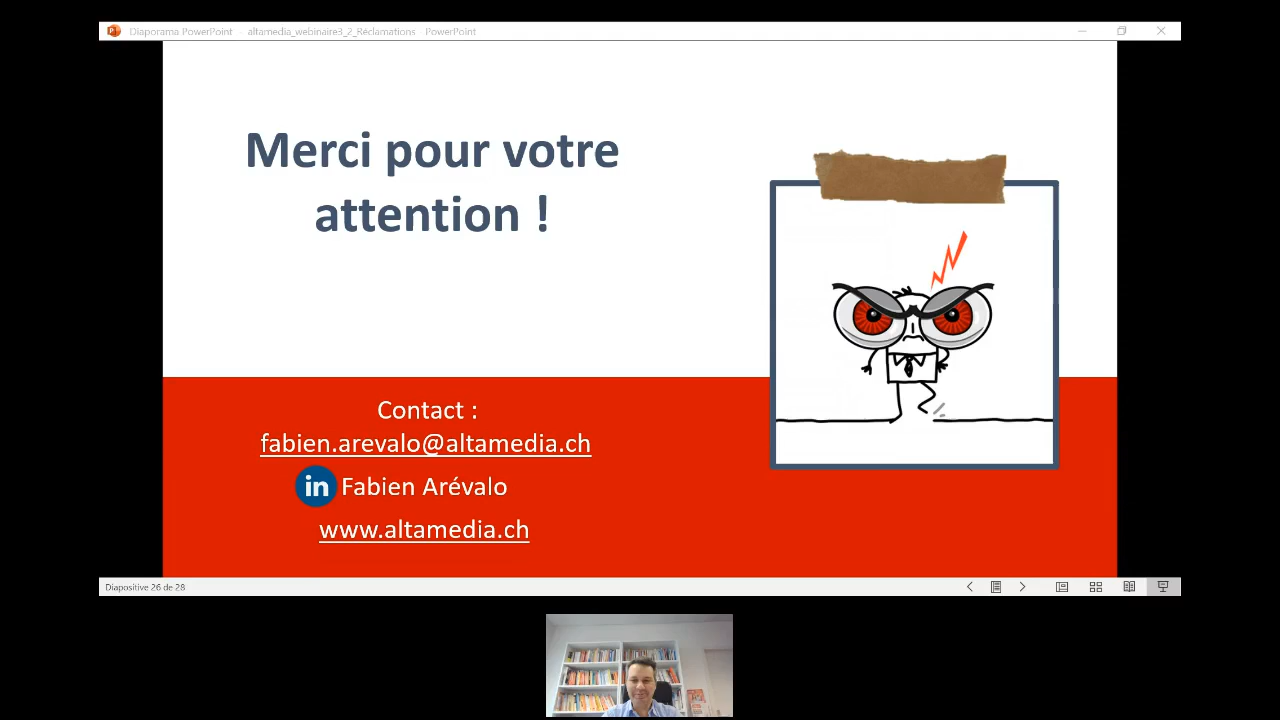 Diaporama PowerPoint - altamedia_webinaire3_2_Réclamations - PowerPoint
Merci pour votre
attention !
Contact :
fabien.arevalo@altamedia.ch
in Fabien Arévalo
www.altamedia.ch
Diapositive 26 de 28